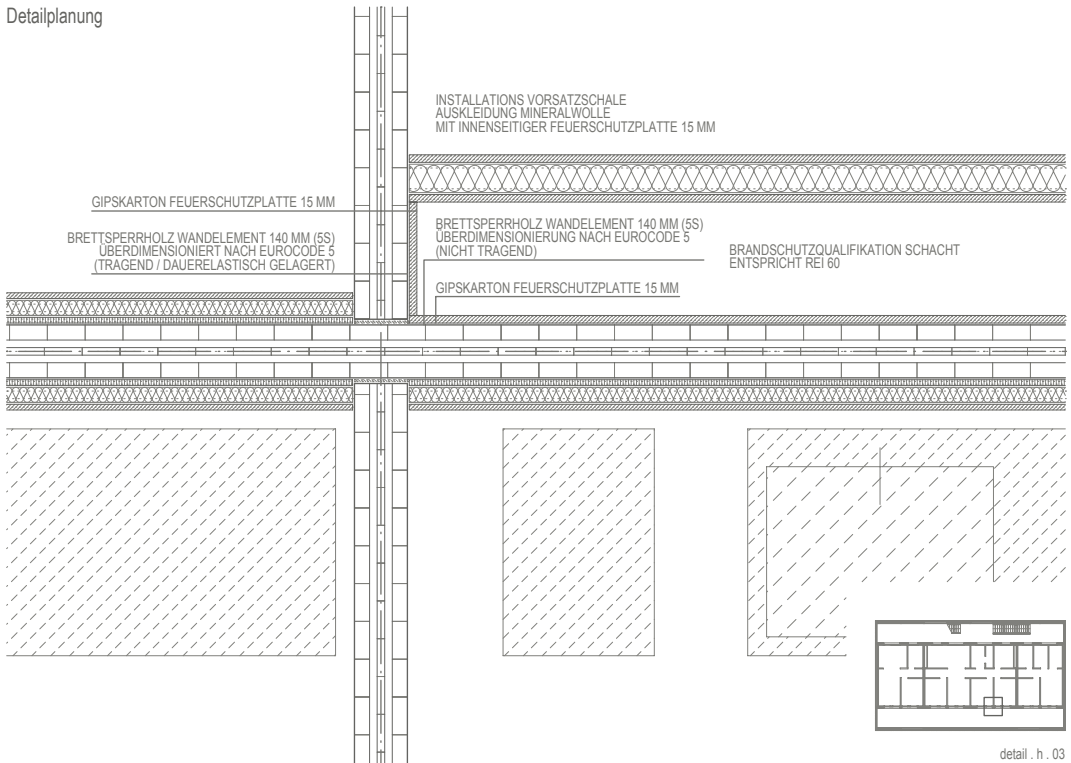 Detailplanung
INSTALLATIONS VORSATZSCHALE
AUSKLEIDUNG MINERALWOLLE
MIT INNENSEITIGER FEUERSCHUTZPLATTE 15 MM
GIPSKARTON FEUERSCHUTZPLATTE 15 MM
BRETTSPERRHOLZ WANDELEMENT 140 MM (5S)
ÜBERDIMENSIONIERT NACH EUROCODE 5
(TRAGEND / DAUERELASTISCH GELAGERT)
BRETTSPERRHOLZ WANDELEMENT 140 MM (5S)
ÜBERDIMENSIONIERUNG NACH EUROCODE 5
(NICHT TRAGEND)
BRANDSCHUTZQUALIFIKATION SCHACHT
ENTSPRICHT REI 60
GIPSKARTON FEUERSCHUTZPLATTE 15 MM
detail . h . 03